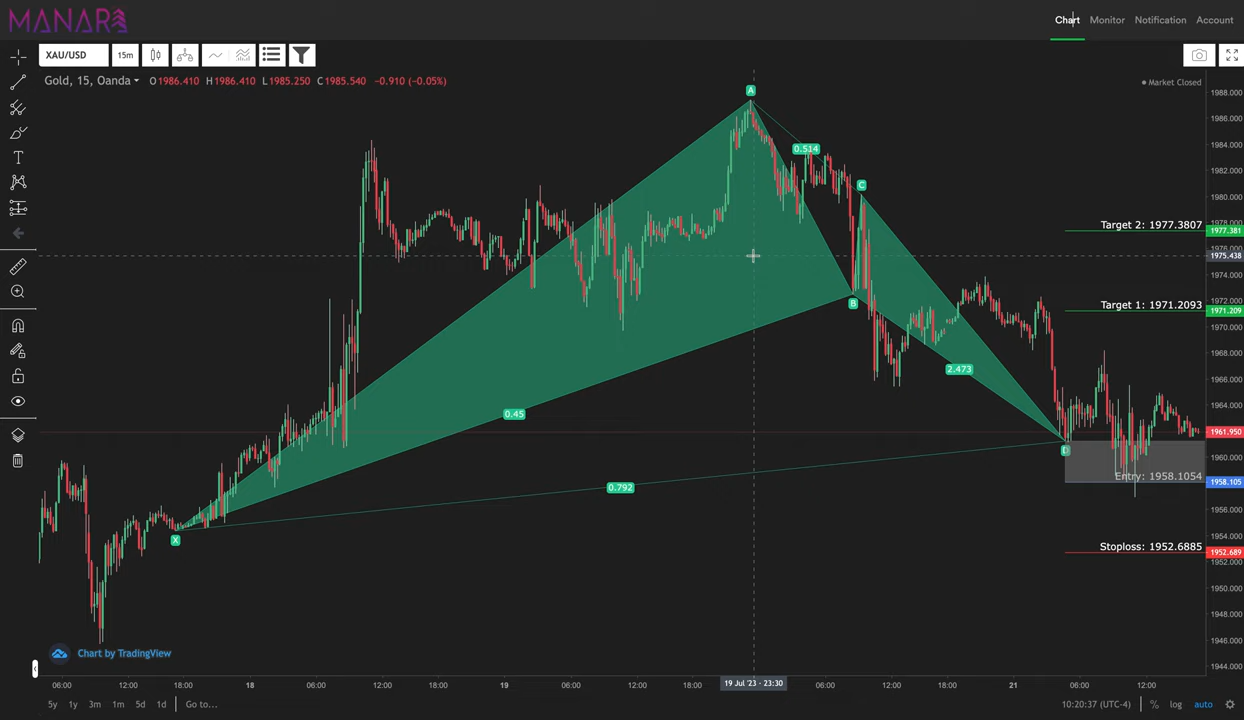 MANARA
Chart Monitor Notification Account
XAU/USD 15m
Gold, 15, Oanda O1986.410 H1986.410 L1985.250 C1985.540 −0.910 (−0.05%)
Market Closed
A
0.514
C
B
2.473
0.45
D
0.792
X
Target 2: 1977.3807
Target 1: 1971.2093
Entry: 1958.1054
Stoploss: 1952.6885
1988.000
1986.000
1984.000
1982.000
1980.000
1978.000
1977.381
1976.000
1975.438
1974.000
1972.000
1971.209
1970.000
1968.000
1966.000
1964.000
1961.950
1960.000
1958.105
1956.000
1954.000
1952.689
1952.000
1950.000
1948.000
1946.000
1944.000
Chart by TradingView
06:00 12:00 18:00 18 06:00 12:00 18:00 19 06:00 12:00 18:00 19 Jul '23 - 23:30 06:00 12:00 18:00 21 06:00 12:00
5y 1y 3m 1m 5d 1d Go to... 10:20:37 (UTC-4) % log auto